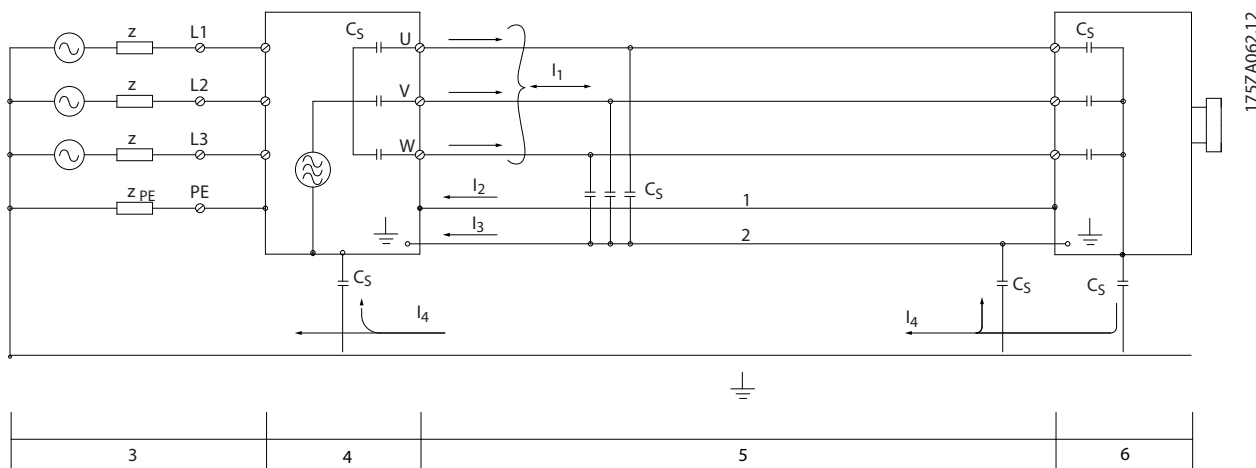 z L1 C_S U C_S
I_1
z L2 V
z L3 W
z_PE PE I_2 C_S 1
I_3 2
C_S C_S C_S
I_4 I_4
3 4 5 6
175ZA062.12